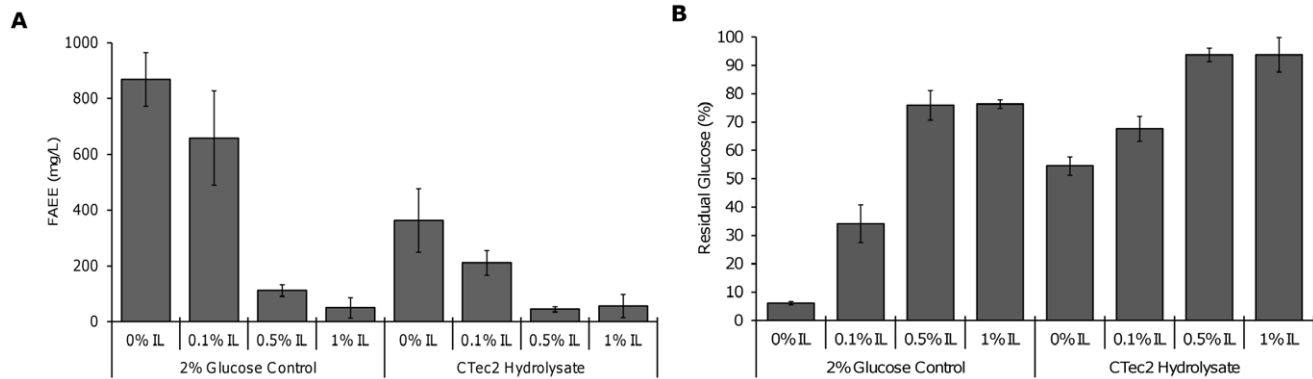 A
FAEE (mg/L)
1000
800
600
400
200
0
0% IL 0.1% IL 0.5% IL 1% IL 0% IL 0.1% IL 0.5% IL 1% IL
2% Glucose Control CTec2 Hydrolysate
B
Residual Glucose (%)
100
90
80
70
60
50
40
30
20
10
0
0% IL 0.1% IL 0.5% IL 1% IL 0% IL 0.1% IL 0.5% IL 1% IL
2% Glucose Control CTec2 Hydrolysate